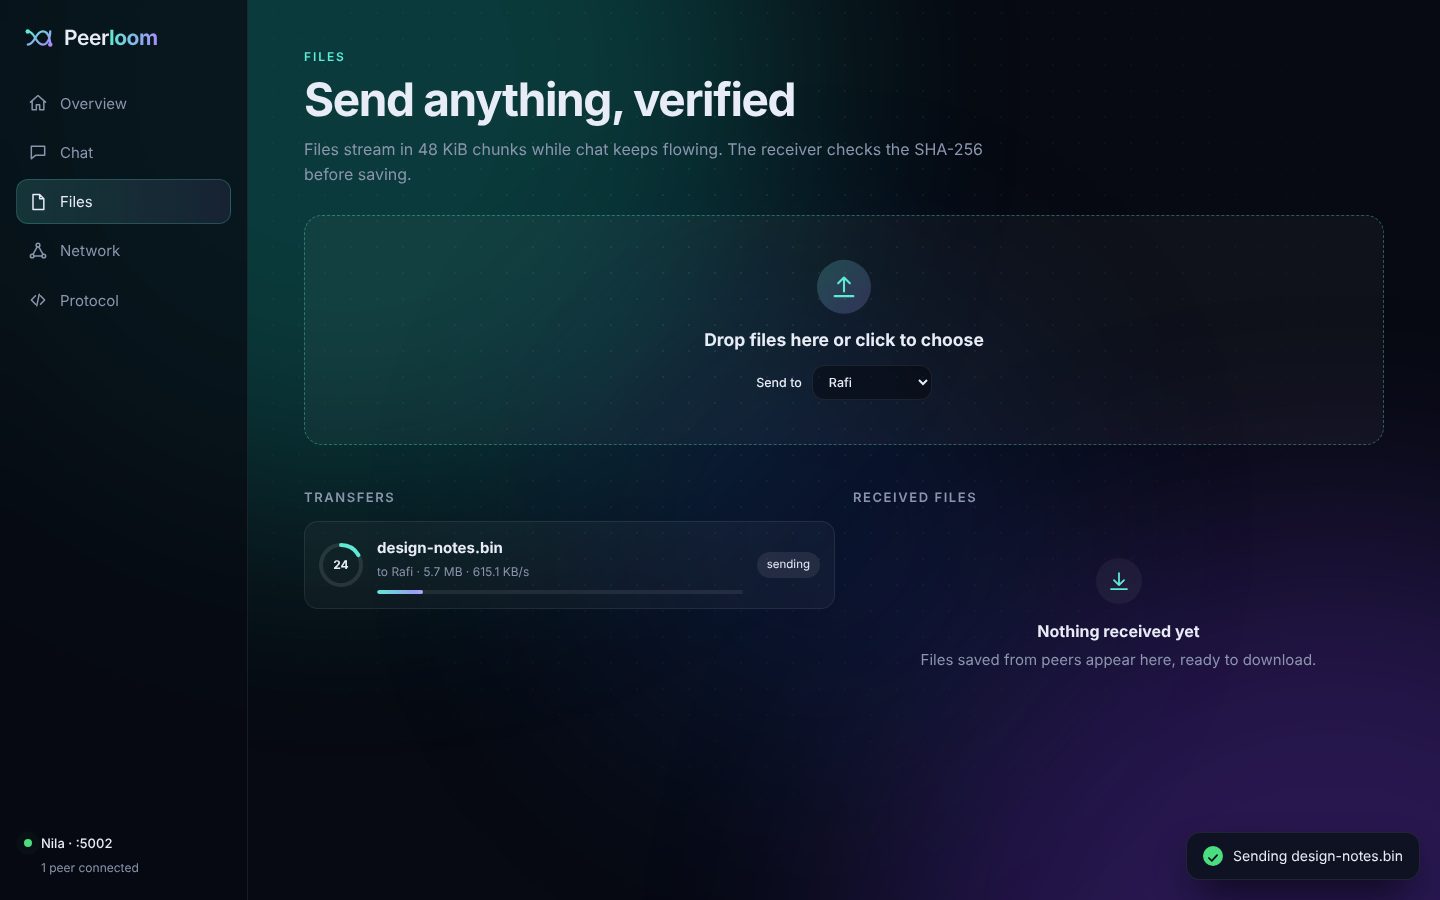 Peerloom
Overview
Chat
Files
Network
Protocol
Nila · :5002
1 peer connected
FILES
Send anything, verified
Files stream in 48 KiB chunks while chat keeps flowing. The receiver checks the SHA-256
before saving.
Drop files here or click to choose
Send to Rafi
TRANSFERS
24
design-notes.bin
to Rafi · 5.7 MB · 615.1 KB/s
sending
RECEIVED FILES
Nothing received yet
Files saved from peers appear here, ready to download.
Sending design-notes.bin